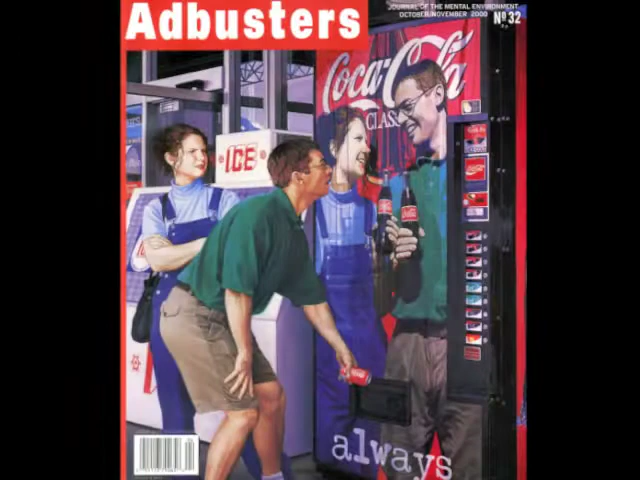 Adbusters
JOURNAL OF THE MENTAL ENVIRONMENT
OCTOBER/NOVEMBER 2000
Nº32
Coca-Cola
CLASSIC
ICE
always